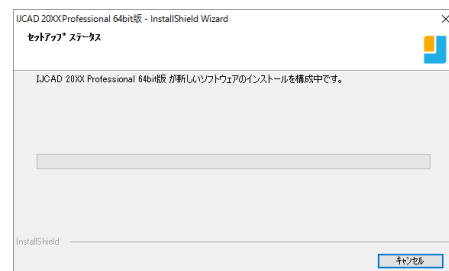 IJCAD 20XX Professional 64bit版 - InstallShield Wizard
セットアップ ステータス
IJCAD 20XX Professional 64bit版 が新しいソフトウェアのインストールを構成中です。
InstallShield
キャンセル